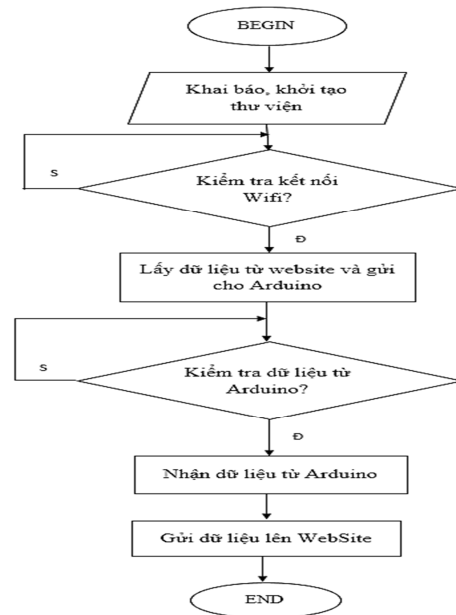 BEGIN
Khai báo, khởi tạo
thư viện
S
Kiểm tra kết nối
Wifi?
Đ
Lấy dữ liệu từ website và gửi
cho Arduino
S
Kiểm tra dữ liệu từ
Arduino?
Đ
Nhận dữ liệu từ Arduino
Gửi dữ liệu lên WebSite
END